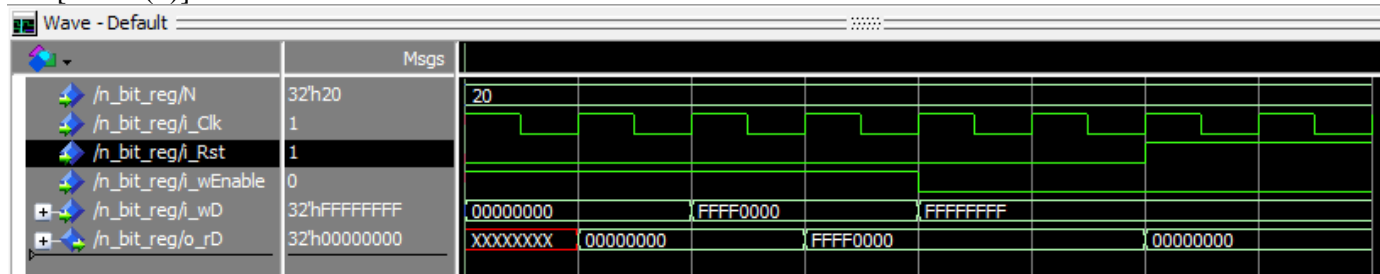 Wave - Default
Msgs
/n_bit_reg/N 32'h20 20
/n_bit_reg/i_Clk 1
/n_bit_reg/i_Rst 1
/n_bit_reg/i_wEnable 0
/n_bit_reg/i_wD 32'hFFFFFFFF 00000000 FFFF0000 FFFFFFFF
/n_bit_reg/o_rD 32'h00000000 XXXXXXXX 00000000 FFFF0000 00000000